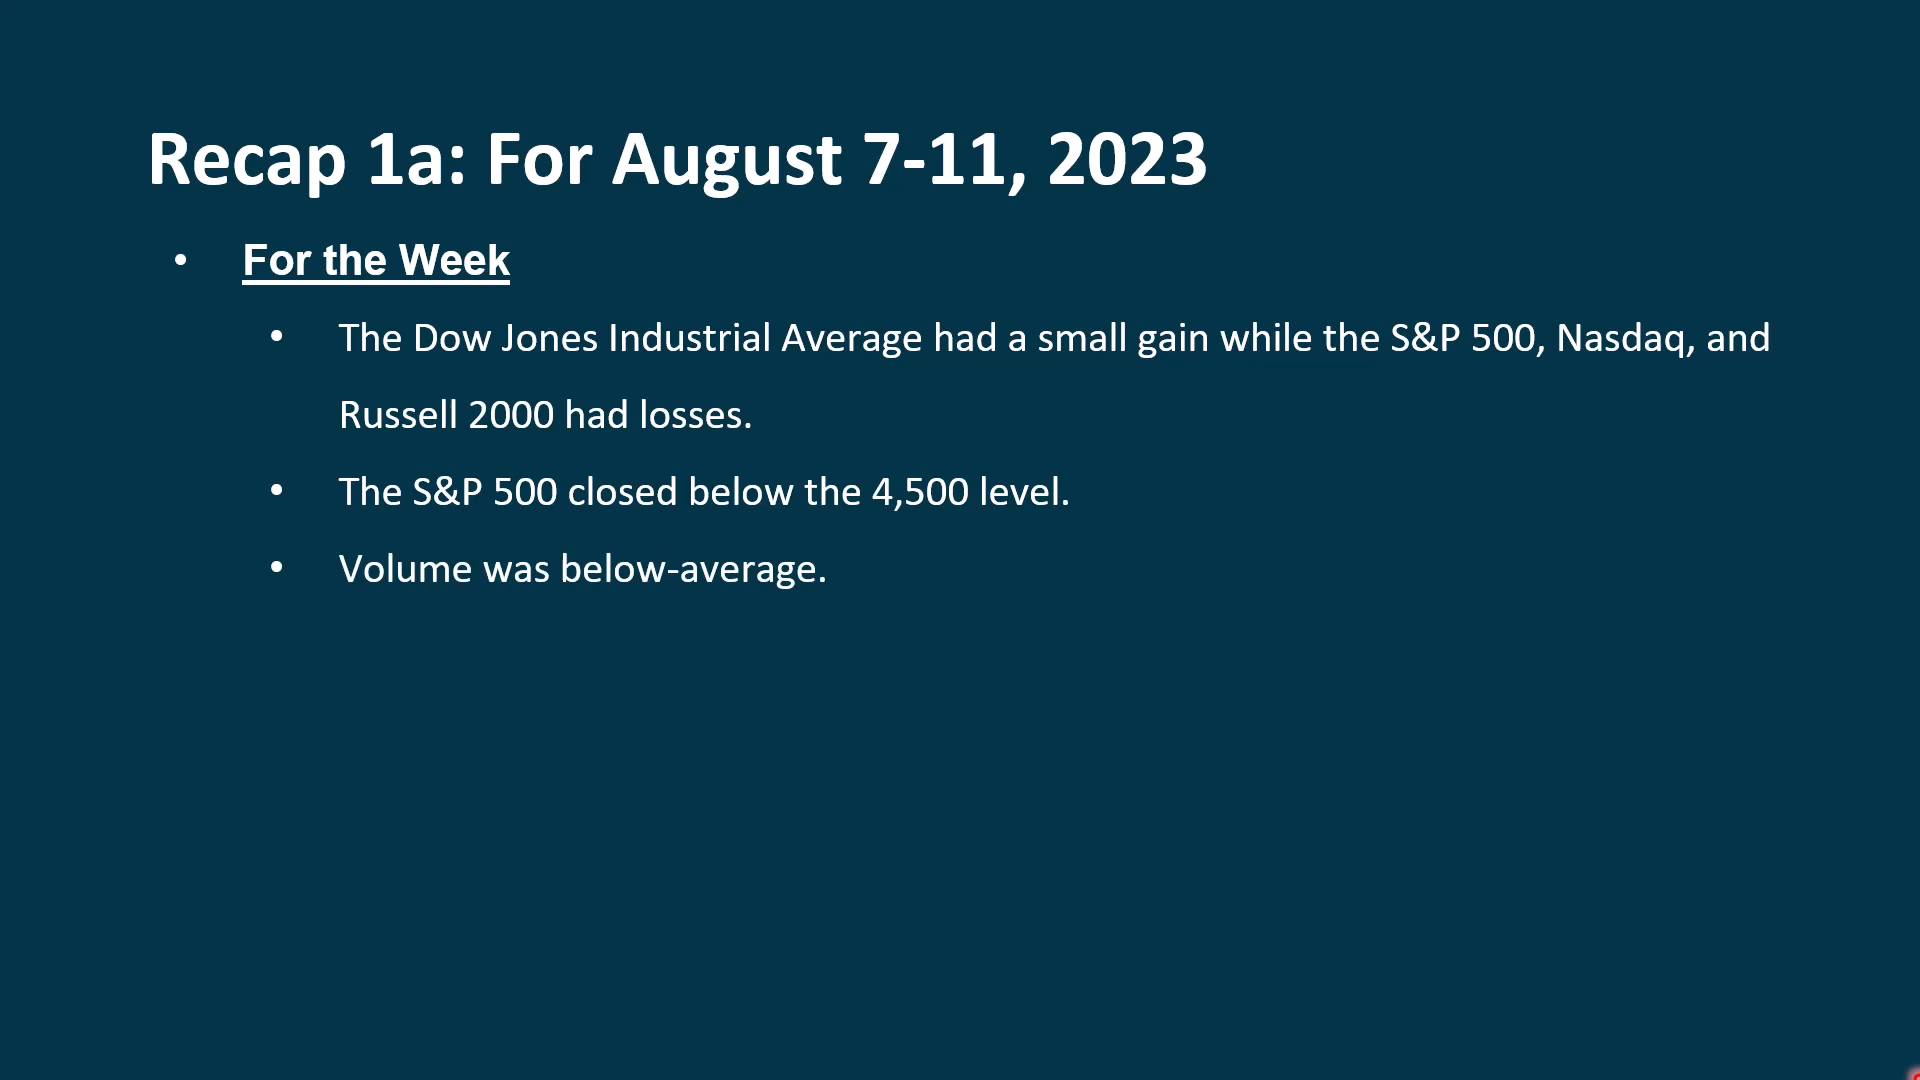 Recap 1a: For August 7-11, 2023
• For the Week
• The Dow Jones Industrial Average had a small gain while the S&P 500, Nasdaq, and
Russell 2000 had losses.
• The S&P 500 closed below the 4,500 level.
• Volume was below-average.